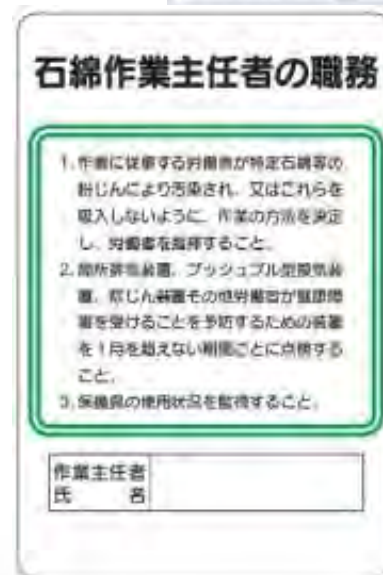 石綿作業主任者の職務
1. 作業に従事する労働者が特定石綿等の
粉じんにより汚染され、又はこれらを
吸入しないように、作業の方法を決定
し、労働者を指揮すること。
2. 局所排気装置、プッシュプル型換気装
置、除じん装置その他労働者が健康障
害を受けることを予防するための装置
を1月を超えない期間ごとに点検する
こと。
3. 保護具の使用状況を監視すること。
作業主任者
氏 名